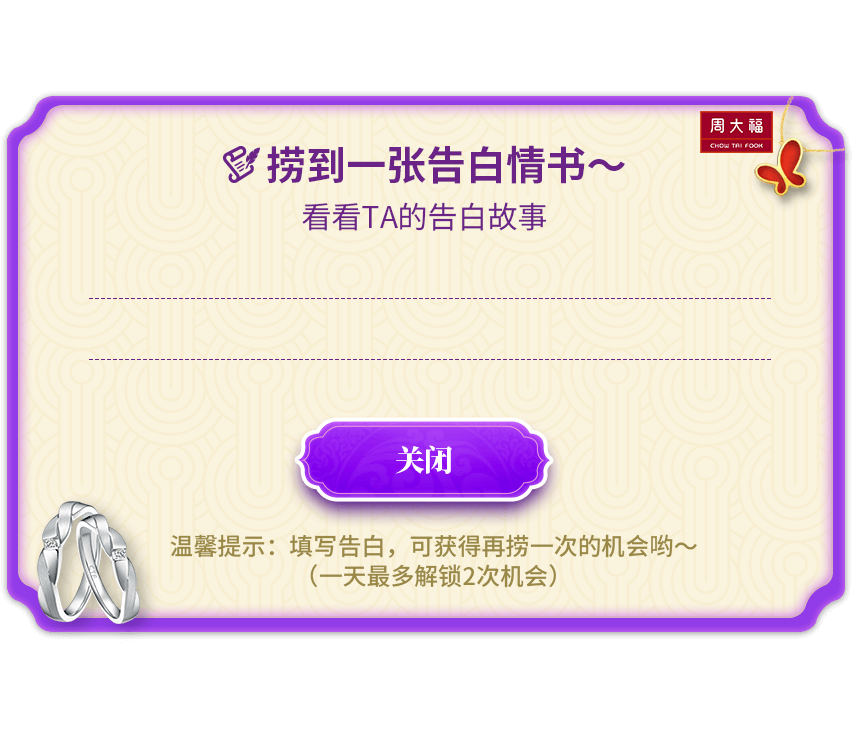 周大福
CHOW TAI FOOK
捞到一张告白情书～
看看TA的告白故事
关闭
温馨提示：填写告白，可获得再捞一次的机会哟～
（一天最多解锁2次机会）